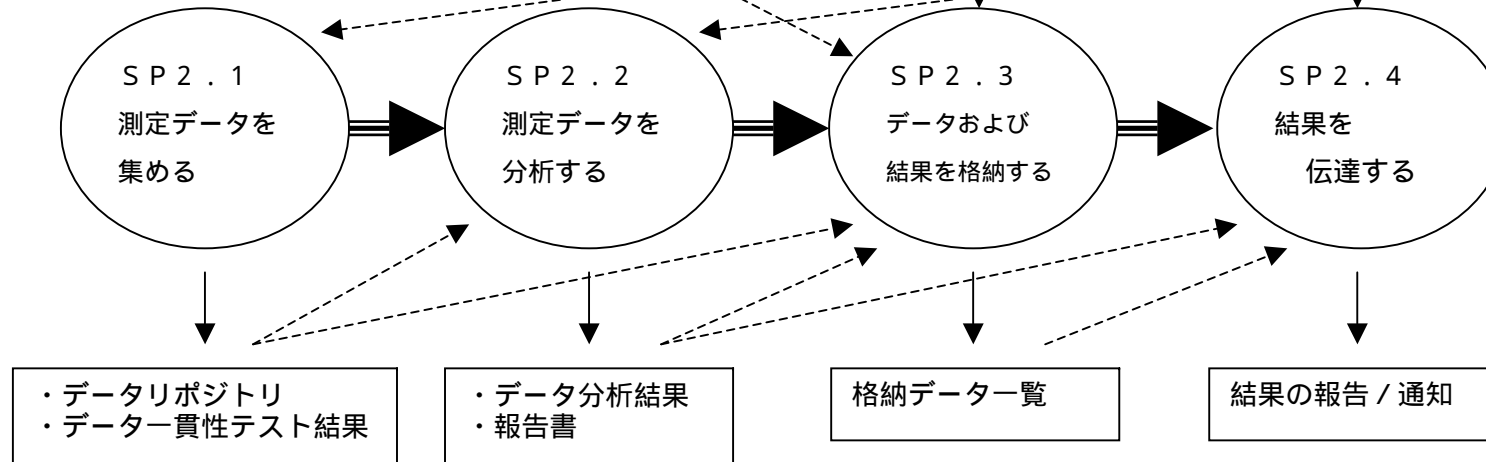 ＳＰ２．１
測定データを
集める
ＳＰ２．２
測定データを
分析する
ＳＰ２．３
データおよび
結果を格納する
ＳＰ２．４
結果を
伝達する
・データリポジトリ
・データ一貫性テスト結果
・データ分析結果
・報告書
格納データ一覧
結果の報告／通知